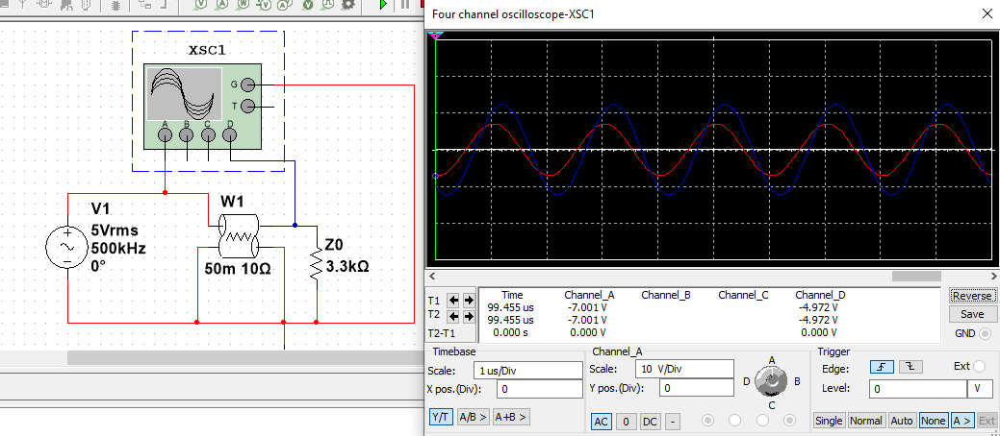 Four channel oscilloscope-XSC1
XSC1
G
T
A B C D
V1
5Vrms
500kHz
0°
W1
50m 10Ω
Z0
3.3kΩ
Time Channel_A Channel_B Channel_C Channel_D
T1 99.455 us -7.001 V -4.972 V
T2 99.455 us -7.001 V -4.972 V
T2-T1 0.000 s 0.000 V 0.000 V
Reverse
Save
GND
Timebase
Scale: 1 us/Div
X pos.(Div): 0
Y/T A/B > A+B >
Channel_A
Scale: 10 V/Div
Y pos.(Div): 0
AC 0 DC -
A
D B
C
Trigger
Edge: Ext
Level: 0 V
Single Normal Auto None A > Ext